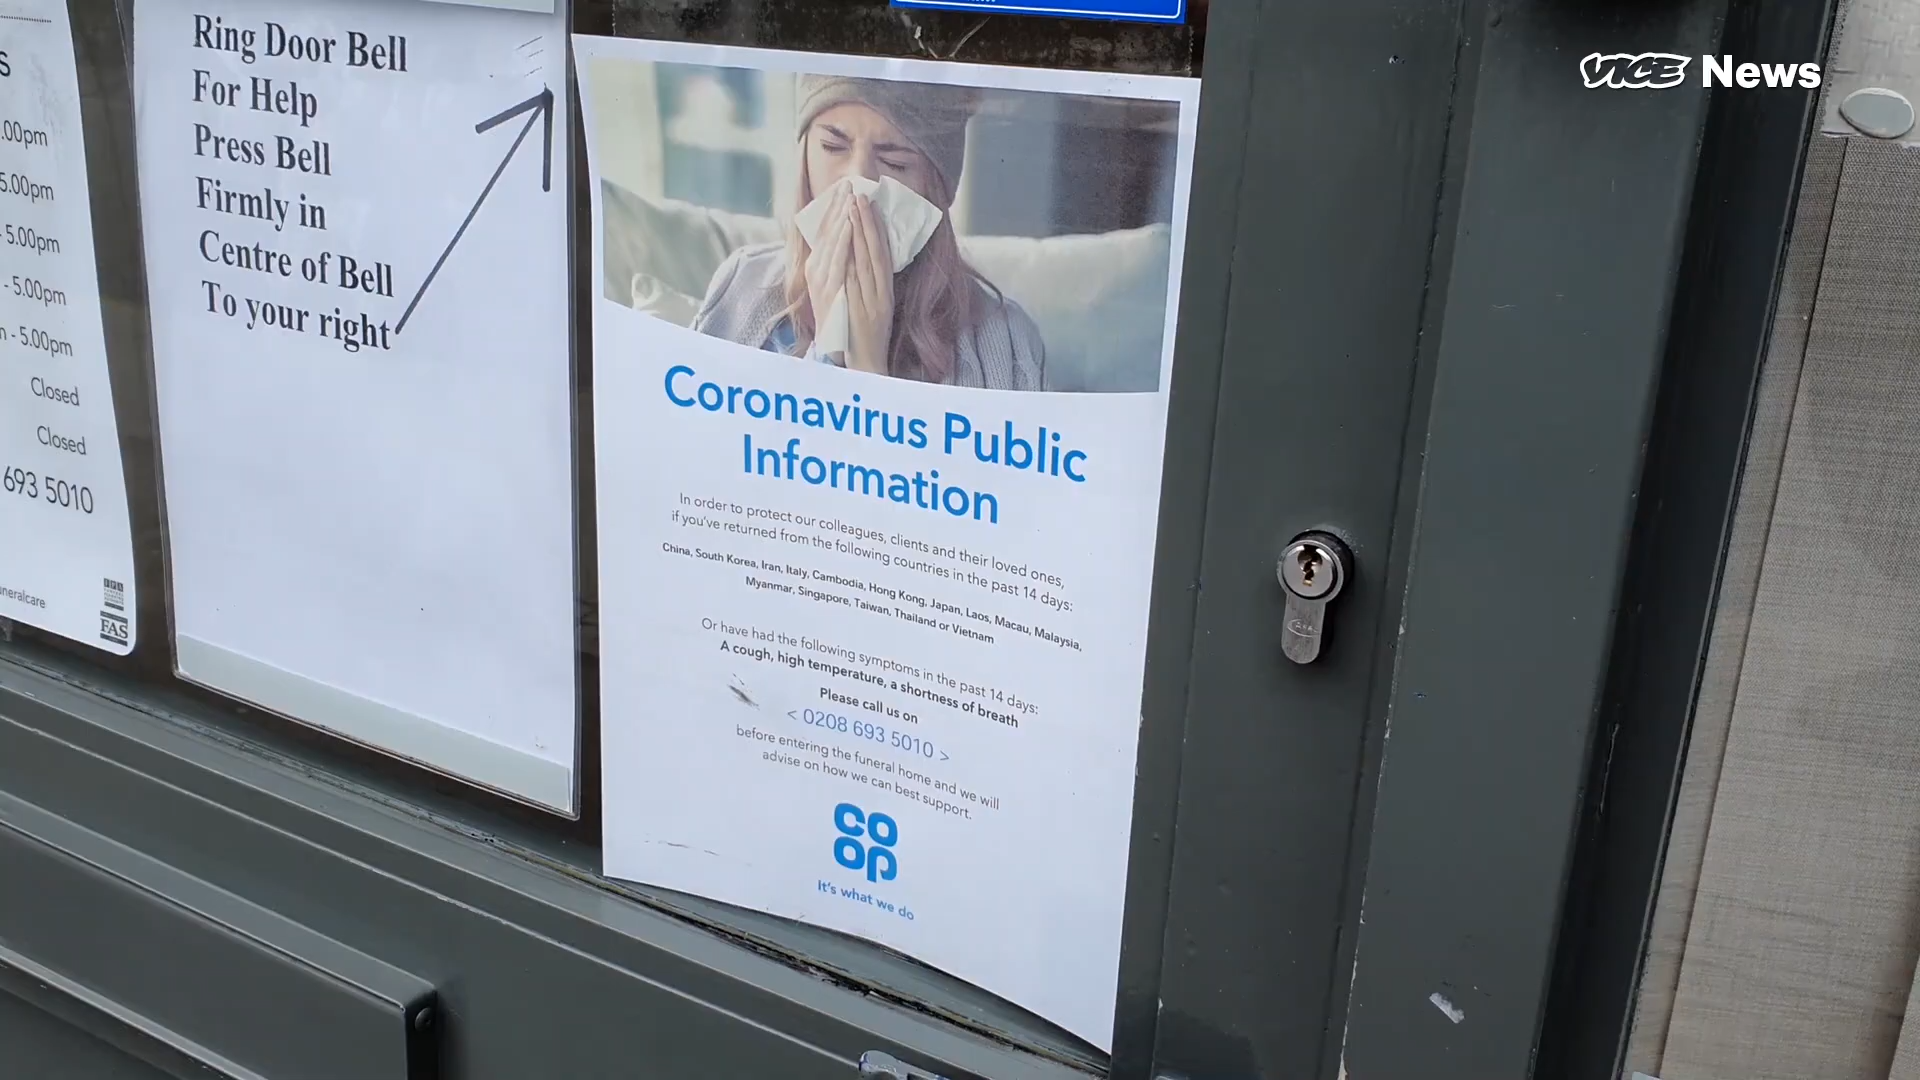 VICE News
s
.00pm
5.00pm
- 5.00pm
- 5.00pm
- 5.00pm
Closed
Closed
693 5010
FAS
Ring Door Bell
For Help
Press Bell
Firmly in
Centre of Bell
To your right
Coronavirus Public
Information
In order to protect our colleagues, clients and their loved ones,
if you've returned from the following countries in the past 14 days:
China, South Korea, Iran, Italy, Cambodia, Hong Kong, Japan, Laos, Macau, Malaysia,
Myanmar, Singapore, Taiwan, Thailand or Vietnam
Or have had the following symptoms in the past 14 days:
A cough, high temperature, a shortness of breath
Please call us on
< 0208 693 5010 >
before entering the funeral home and we will
advise on how we can best support.
CO
OP
It's what we do